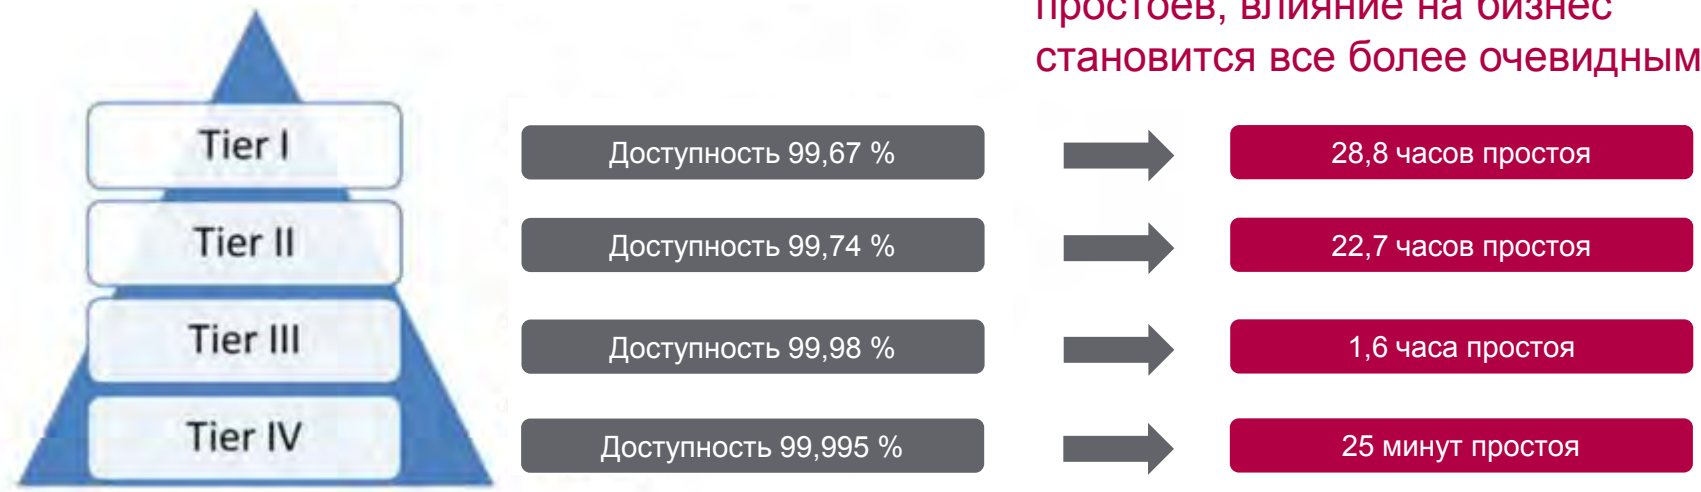 простоев, влияние на бизнес
становится все более очевидным
Tier I
Доступность 99,67 %
28,8 часов простоя
Tier II
Доступность 99,74 %
22,7 часов простоя
Tier III
Доступность 99,98 %
1,6 часа простоя
Tier IV
Доступность 99,995 %
25 минут простоя